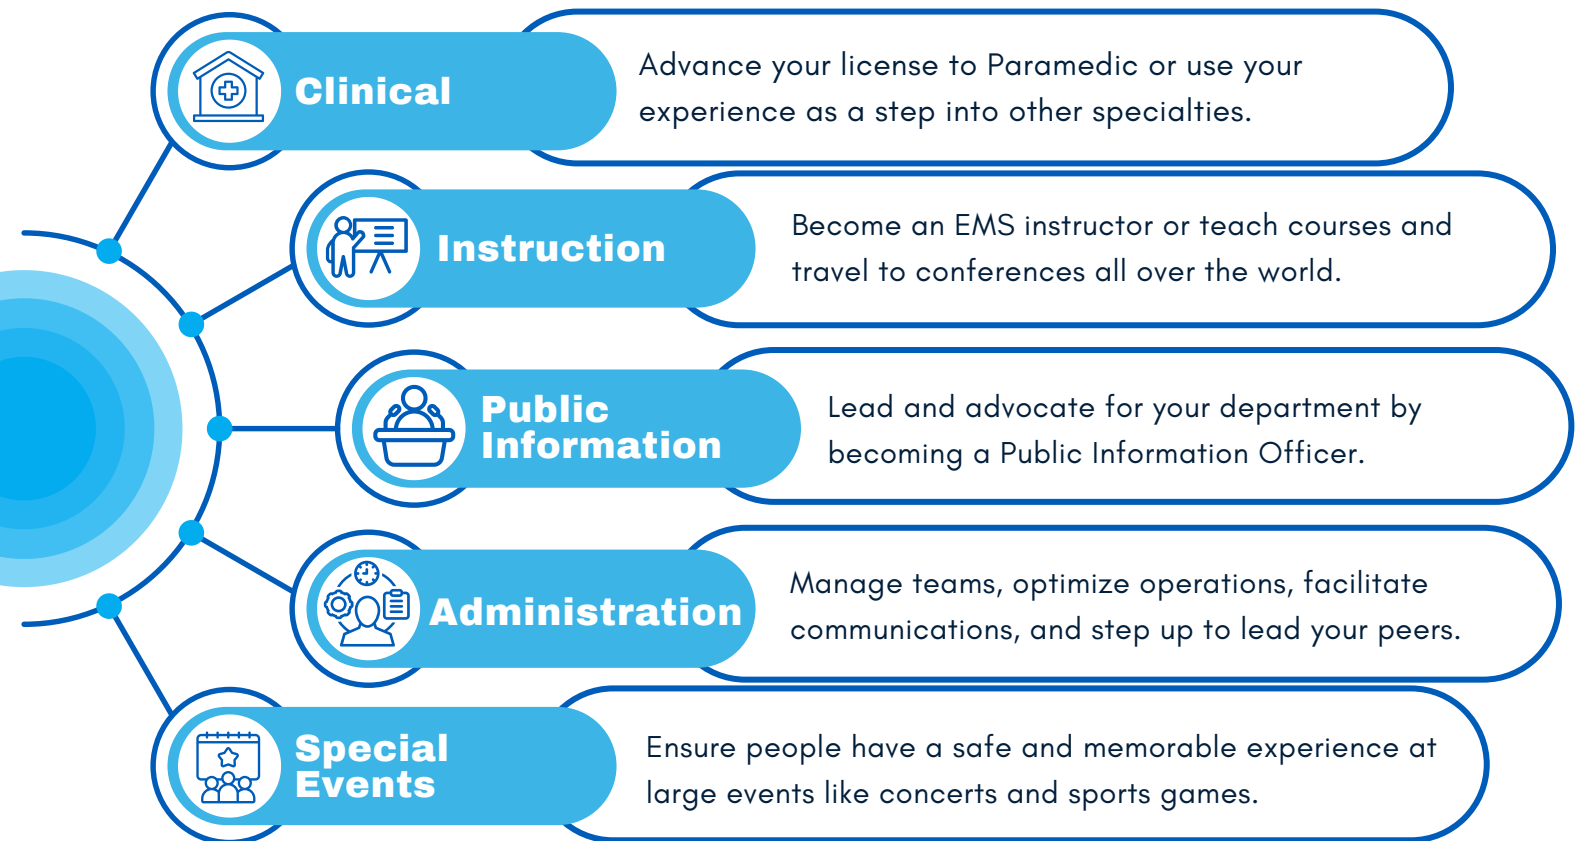 Clinical
Advance your license to Paramedic or use your
experience as a step into other specialties.
Instruction
Become an EMS instructor or teach courses and
travel to conferences all over the world.
Public
Information
Lead and advocate for your department by
becoming a Public Information Officer.
Administration
Manage teams, optimize operations, facilitate
communications, and step up to lead your peers.
Special
Events
Ensure people have a safe and memorable experience at
large events like concerts and sports games.